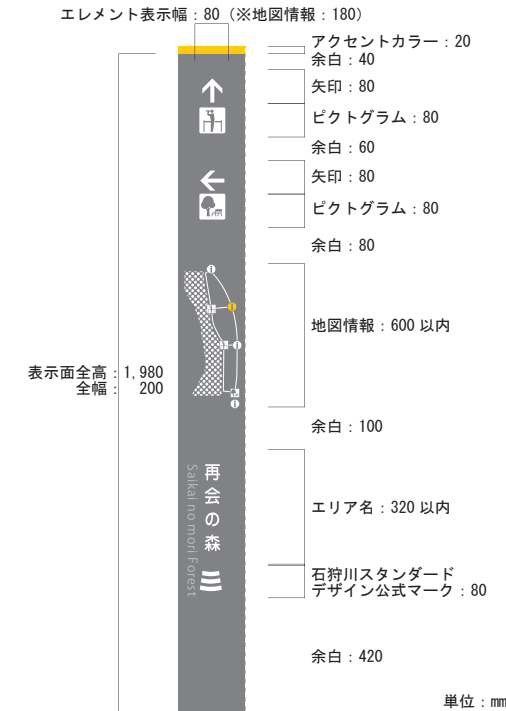 エレメント表示幅：80（※地図情報：180）
アクセントカラー：20
余白：40
矢印：80
ピクトグラム：80
余白：60
矢印：80
ピクトグラム：80
余白：80
地図情報：600 以内
表示面全高：1,980
全幅：　200
余白：100
エリア名：320 以内
再会の森
Saikai no mori Forest
石狩川スタンダード
デザイン公式マーク：80
余白：420
単位：mm